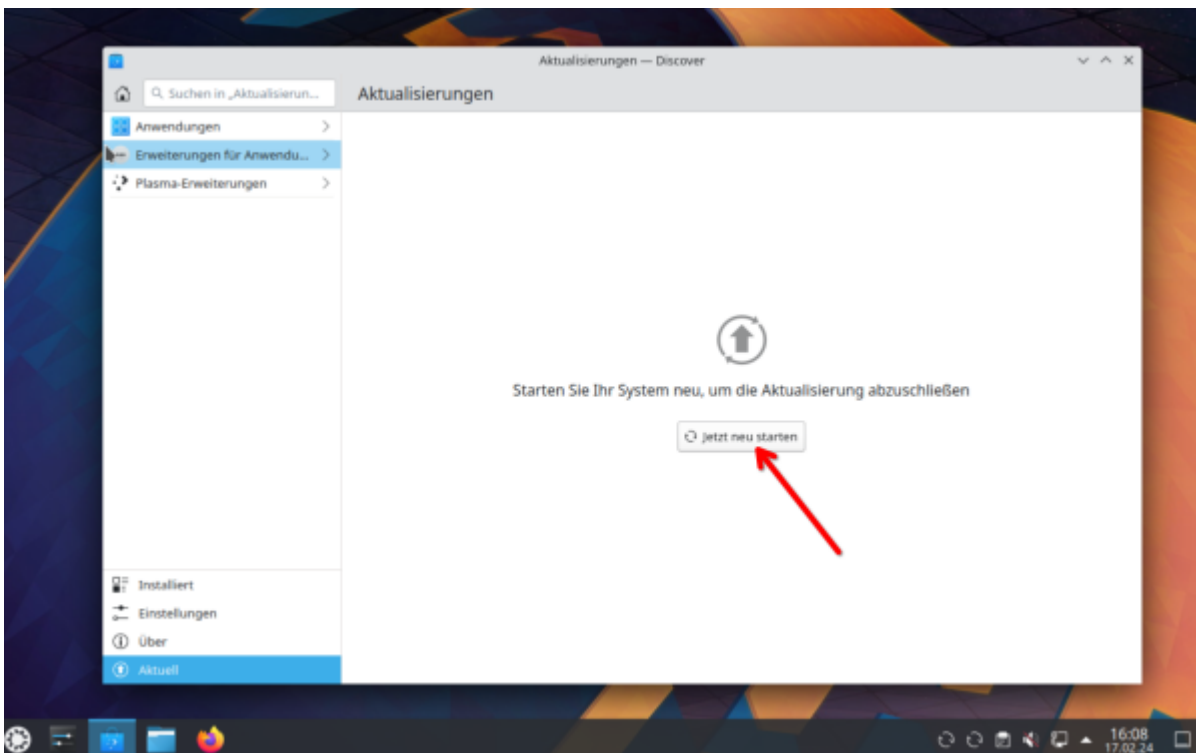 Aktualisierungen — Discover
Suchen in „Aktualisierun...
Aktualisierungen
Anwendungen
Erweiterungen für Anwendu...
Plasma-Erweiterungen
Starten Sie Ihr System neu, um die Aktualisierung abzuschließen
Jetzt neu starten
Installiert
Einstellungen
Über
Aktuell
16:08
17.02.24